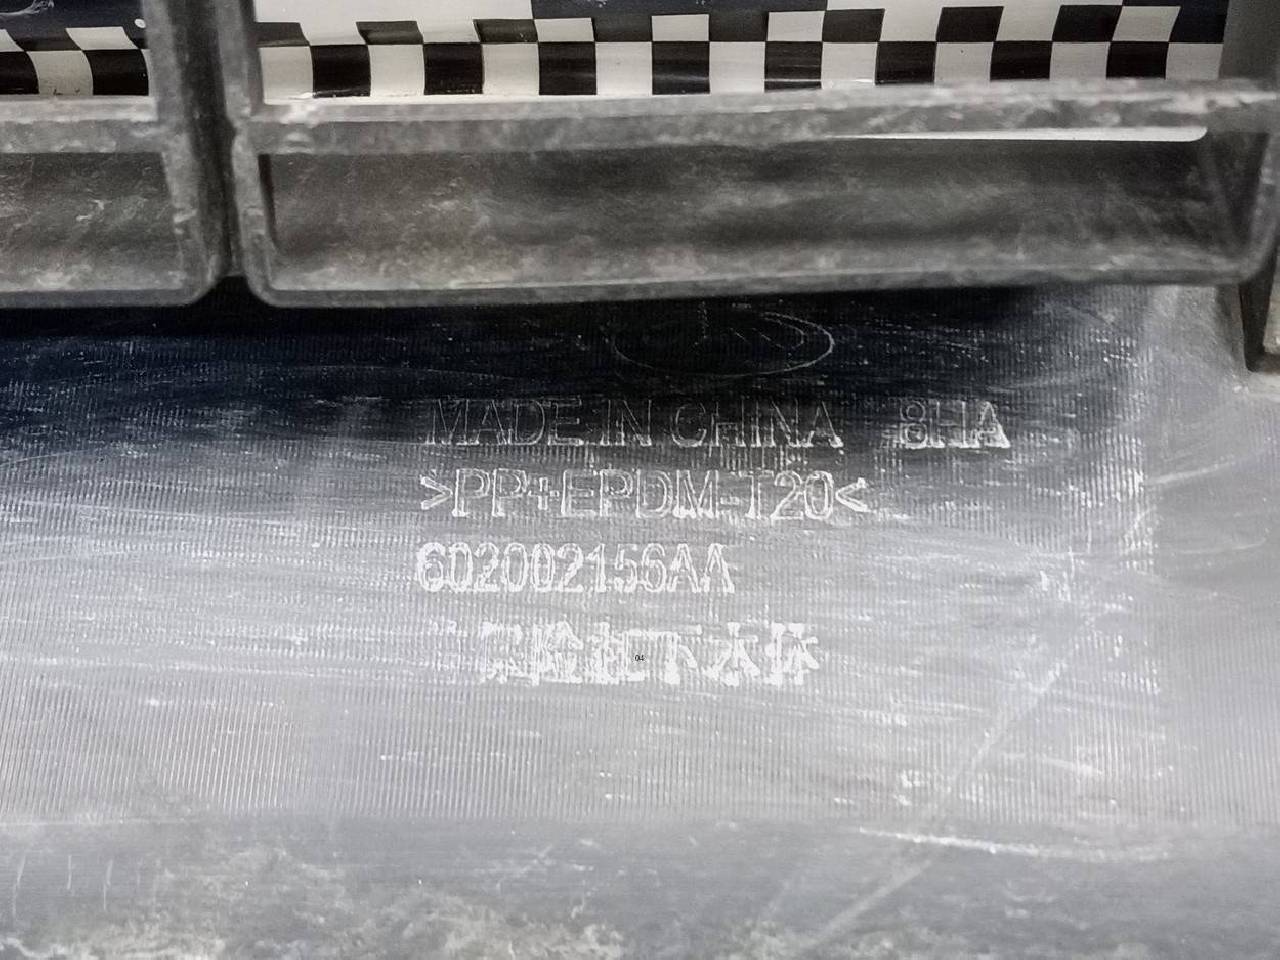 MADE IN CHINA 8HA
>PP+EPDM-T20<
602002156AA